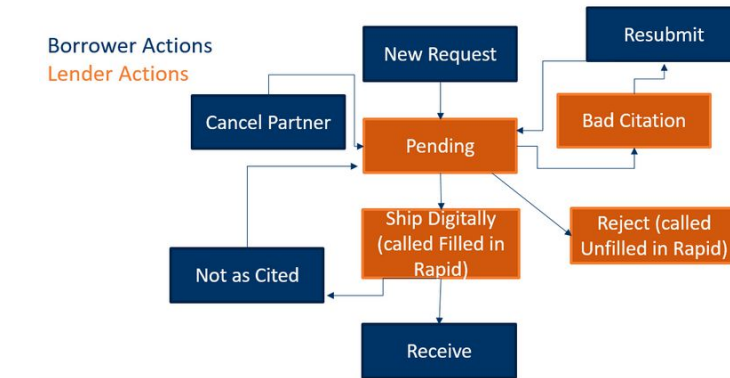 Borrower Actions
Lender Actions
New Request
Resubmit
Cancel Partner
Bad Citation
Pending
Ship Digitally
(called Filled in
Rapid)
Reject (called
Unfilled in Rapid)
Not as Cited
Receive